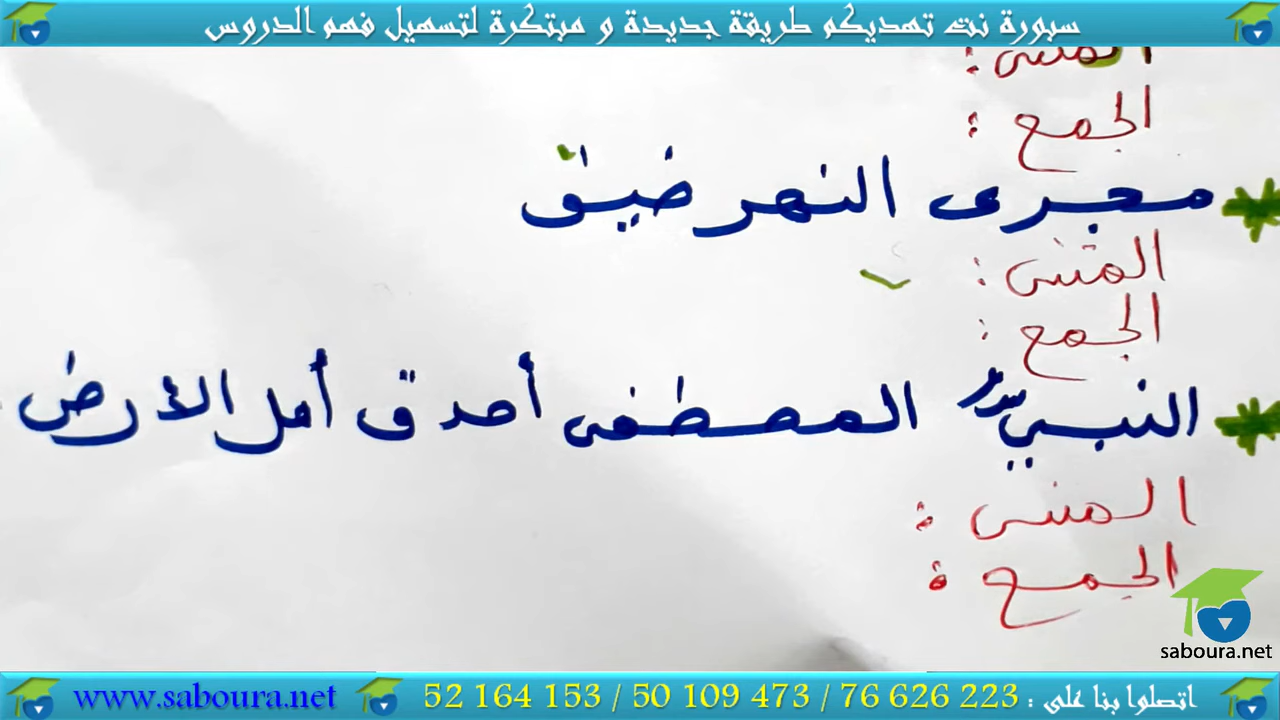 سبورة نت تهديكم طريقة جديدة و مبتكرة لتسهيل فهم الدروس
المثنى :
الجمع :
مجرى النهر ضيق
المثنى :
الجمع :
النبي المصطفى أصدق أهل الأرض
المثنى :
الجمع :
saboura.net
www.saboura.net 52 164 153 / 50 109 473 / 76 626 223 : اتصلوا بنا على